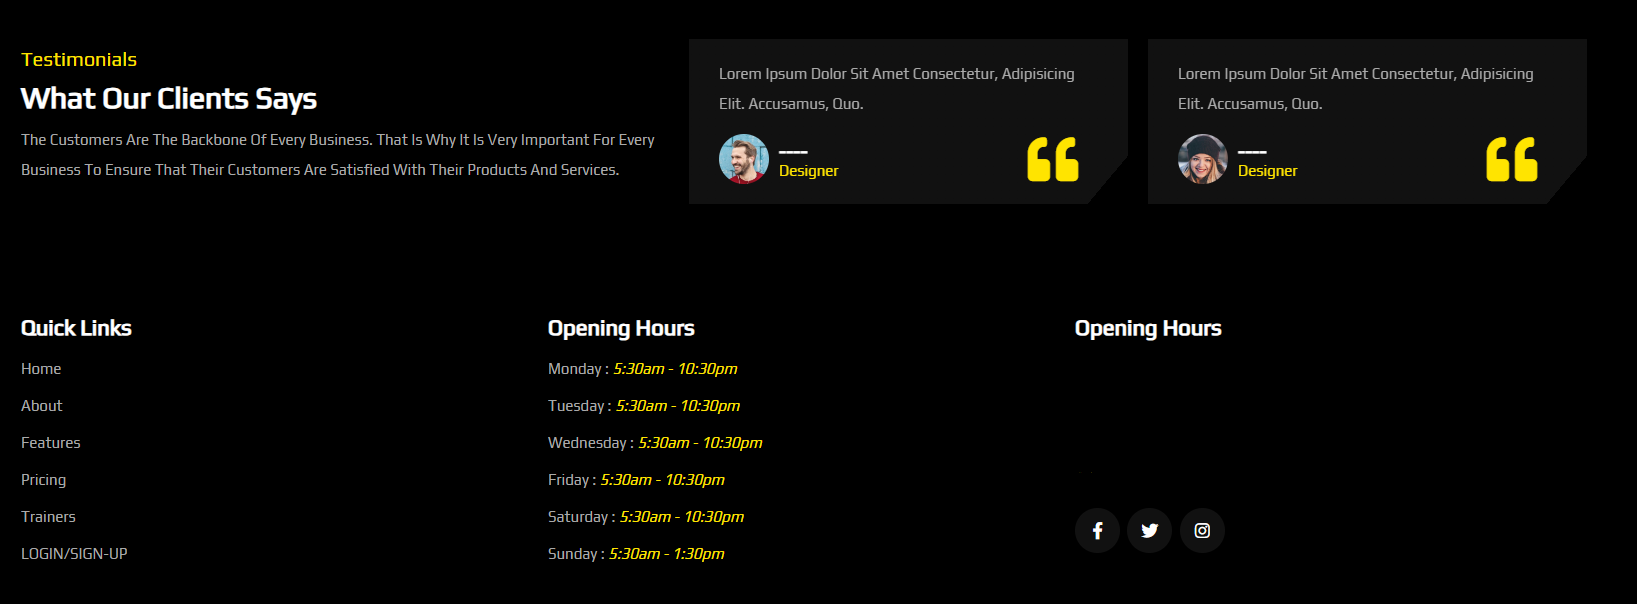 Testimonials
What Our Clients Says
The Customers Are The Backbone Of Every Business. That Is Why It Is Very Important For Every
Business To Ensure That Their Customers Are Satisfied With Their Products And Services.
Lorem Ipsum Dolor Sit Amet Consectetur, Adipisicing
Elit. Accusamus, Quo.
____
Designer
Lorem Ipsum Dolor Sit Amet Consectetur, Adipisicing
Elit. Accusamus, Quo.
____
Designer
Quick Links
Home
About
Features
Pricing
Trainers
LOGIN/SIGN-UP
Opening Hours
Monday : 5:30am - 10:30pm
Tuesday : 5:30am - 10:30pm
Wednesday : 5:30am - 10:30pm
Friday : 5:30am - 10:30pm
Saturday : 5:30am - 10:30pm
Sunday : 5:30am - 1:30pm
Opening Hours